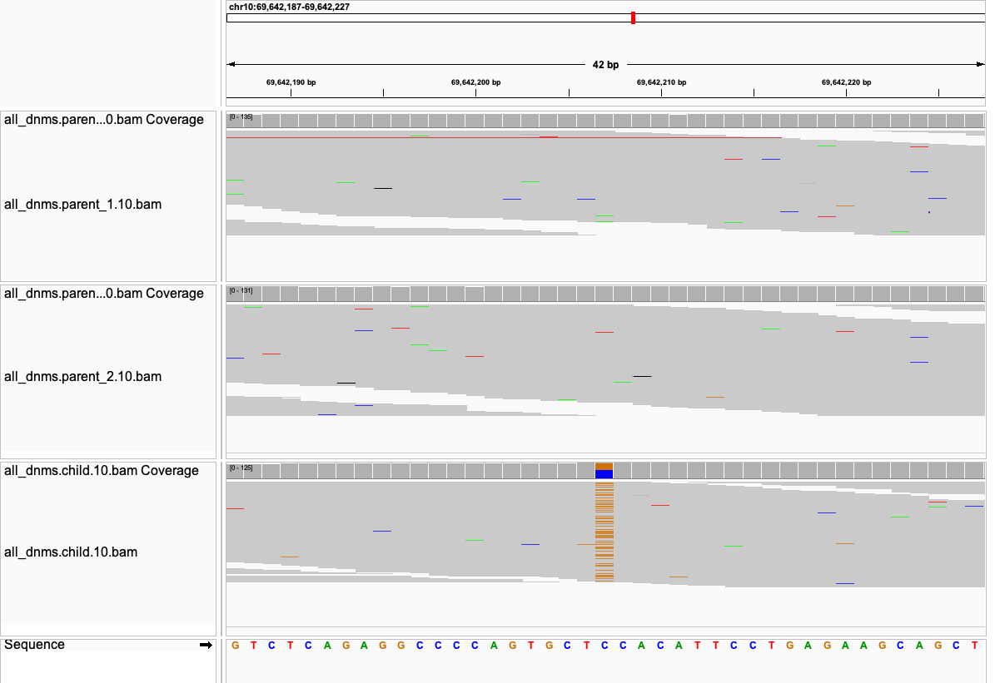 chr10:69,642,187-69,642,227
42 bp
69,642,190 bp 69,642,200 bp 69,642,210 bp 69,642,220 bp
all_dnms.paren...0.bam Coverage
[0 - 135]
all_dnms.parent_1.10.bam
all_dnms.paren...0.bam Coverage
[0 - 131]
all_dnms.parent_2.10.bam
all_dnms.child.10.bam Coverage
[0 - 125]
all_dnms.child.10.bam
Sequence G T C T C A G A G G C C C C A G T G C T C C A C A T T C C T G A G A A G C A G C T